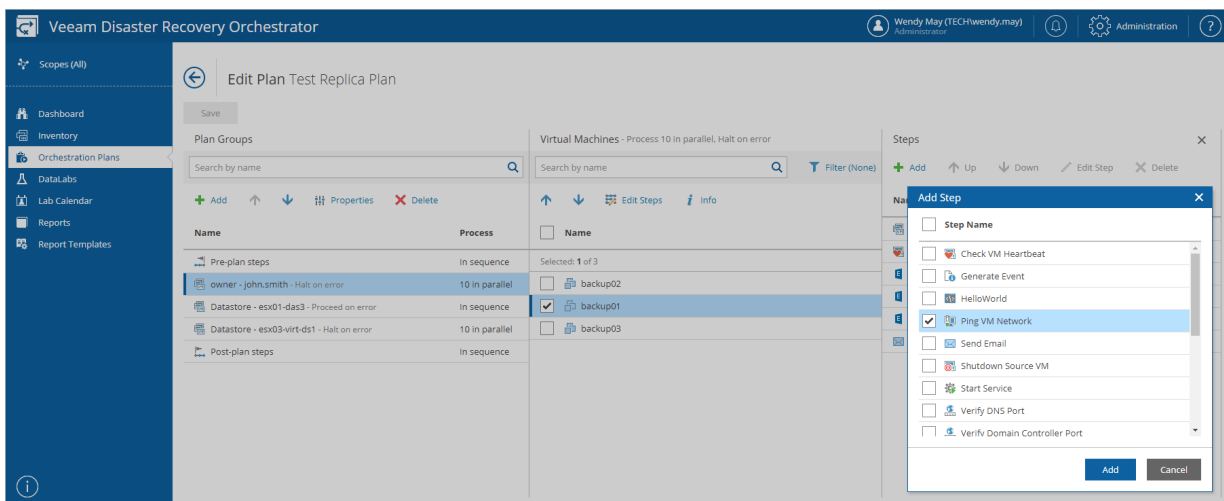 Veeam Disaster Recovery Orchestrator
Wendy May (TECH\wendy.may)
Administrator
Administration
?
Scopes (All)
Dashboard
Inventory
Orchestration Plans
DataLabs
Lab Calendar
Reports
Report Templates
i
Edit Plan Test Replica Plan
Save
Plan Groups
Search by name
Add
Properties
Delete
Name Process
Pre-plan steps In sequence
owner - john.smith - Halt on error 10 in parallel
Datastore - esx01-das3 - Proceed on error 10 in parallel
Datastore - esx03-virt-ds1 - Halt on error 10 in parallel
Post-plan steps In sequence
Virtual Machines - Process 10 in parallel, Halt on error
Search by name
Filter (None)
Edit Steps
i Info
Name
Selected: 1 of 3
backup02
backup01
backup03
Steps
Add
Up
Down
Edit Step
Delete
Add Step
Step Name
Check VM Heartbeat
Generate Event
HelloWorld
Ping VM Network
Send Email
Shutdown Source VM
Start Service
Verify DNS Port
Verify Domain Controller Port
Add
Cancel